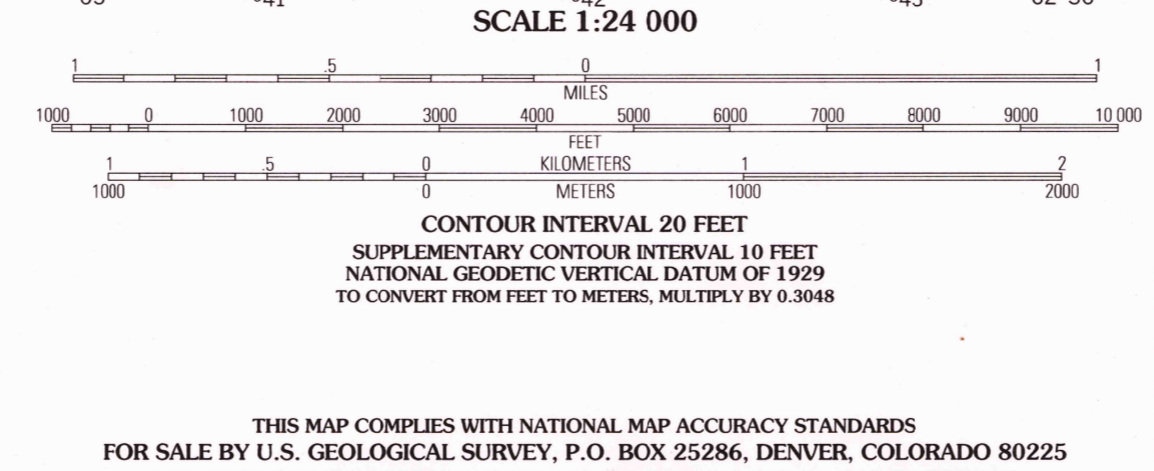 SCALE 1:24 000
1 .5 0 1
MILES
1000 0 1000 2000 3000 4000 5000 6000 7000 8000 9000 10 000
FEET
1 .5 0 KILOMETERS 1 2
1000 0 METERS 1000 2000
CONTOUR INTERVAL 20 FEET
SUPPLEMENTARY CONTOUR INTERVAL 10 FEET
NATIONAL GEODETIC VERTICAL DATUM OF 1929
TO CONVERT FROM FEET TO METERS, MULTIPLY BY 0.3048
THIS MAP COMPLIES WITH NATIONAL MAP ACCURACY STANDARDS
FOR SALE BY U.S. GEOLOGICAL SURVEY, P.O. BOX 25286, DENVER, COLORADO 80225